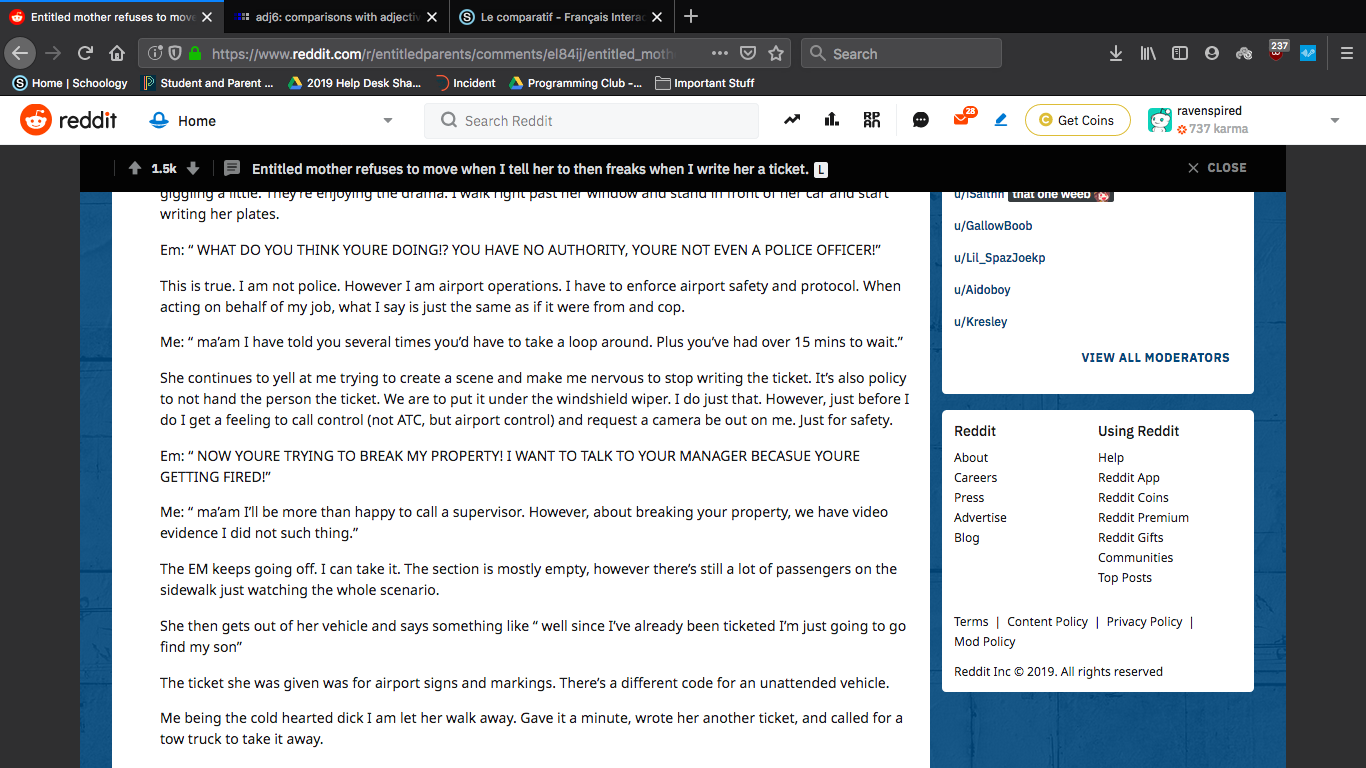 Entitled mother refuses to move
adj6: comparisons with adjectiv
Le comparatif – Français Intera
https://www.reddit.com/r/entitledparents/comments/el84ij/entitled_moth
Search
237
Home | Schoology
Student and Parent ...
2019 Help Desk Sha...
Incident
Programming Club -...
Important Stuff
reddit
Home
Search Reddit
28
Get Coins
ravenspired
737 karma
1.5k
Entitled mother refuses to move when I tell her to then freaks when I write her a ticket. L
CLOSE
giggling a little. They're enjoying the drama. I walk right past her window and stand in front of her car and start
writing her plates.
Em: “ WHAT DO YOU THINK YOURE DOING!? YOU HAVE NO AUTHORITY, YOURE NOT EVEN A POLICE OFFICER!”
This is true. I am not police. However I am airport operations. I have to enforce airport safety and protocol. When
acting on behalf of my job, what I say is just the same as if it were from and cop.
Me: “ ma’am I have told you several times you’d have to take a loop around. Plus you’ve had over 15 mins to wait.”
She continues to yell at me trying to create a scene and make me nervous to stop writing the ticket. It’s also policy
to not hand the person the ticket. We are to put it under the windshield wiper. I do just that. However, just before I
do I get a feeling to call control (not ATC, but airport control) and request a camera be out on me. Just for safety.
Em: “ NOW YOURE TRYING TO BREAK MY PROPERTY! I WANT TO TALK TO YOUR MANAGER BECASUE YOURE
GETTING FIRED!”
Me: “ ma’am I’ll be more than happy to call a supervisor. However, about breaking your property, we have video
evidence I did not such thing.”
The EM keeps going off. I can take it. The section is mostly empty, however there’s still a lot of passengers on the
sidewalk just watching the whole scenario.
She then gets out of her vehicle and says something like “ well since I’ve already been ticketed I’m just going to go
find my son”
The ticket she was given was for airport signs and markings. There’s a different code for an unattended vehicle.
Me being the cold hearted dick I am let her walk away. Gave it a minute, wrote her another ticket, and called for a
tow truck to take it away.
that one weeb
u/GallowBoob
u/Lil_SpazJoekp
u/Aidoboy
u/Kresley
VIEW ALL MODERATORS
Reddit
About
Careers
Press
Advertise
Blog
Using Reddit
Help
Reddit App
Reddit Coins
Reddit Premium
Reddit Gifts
Communities
Top Posts
Terms | Content Policy | Privacy Policy |
Mod Policy
Reddit Inc © 2019. All rights reserved